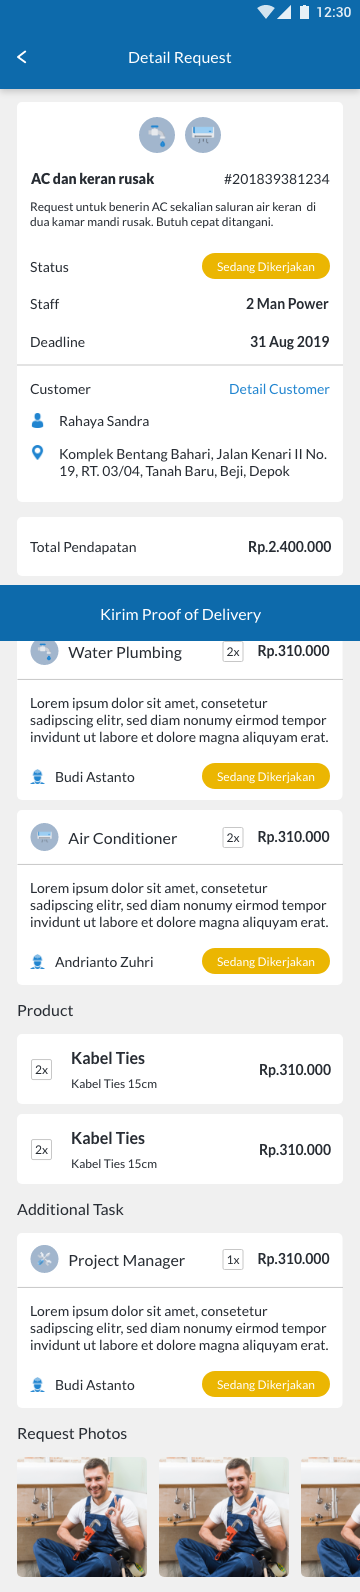 12:30
Detail Request
AC dan keran rusak #201839381234
Request untuk benerin AC sekalian saluran air keran di
dua kamar mandi rusak. Butuh cepat ditangani.
Status Sedang Dikerjakan
Staff 2 Man Power
Deadline 31 Aug 2019
Customer Detail Customer
Rahaya Sandra
Komplek Bentang Bahari, Jalan Kenari II No.
19, RT. 03/04, Tanah Baru, Beji, Depok
Total Pendapatan Rp.2.400.000
Kirim Proof of Delivery
Water Plumbing 2x Rp.310.000
Lorem ipsum dolor sit amet, consetetur
sadipscing elitr, sed diam nonumy eirmod tempor
invidunt ut labore et dolore magna aliquyam erat.
Budi Astanto Sedang Dikerjakan
Air Conditioner 2x Rp.310.000
Lorem ipsum dolor sit amet, consetetur
sadipscing elitr, sed diam nonumy eirmod tempor
invidunt ut labore et dolore magna aliquyam erat.
Andrianto Zuhri Sedang Dikerjakan
Product
2x Kabel Ties Rp.310.000
Kabel Ties 15cm
2x Kabel Ties Rp.310.000
Kabel Ties 15cm
Additional Task
Project Manager 1x Rp.310.000
Lorem ipsum dolor sit amet, consetetur
sadipscing elitr, sed diam nonumy eirmod tempor
invidunt ut labore et dolore magna aliquyam erat.
Budi Astanto Sedang Dikerjakan
Request Photos